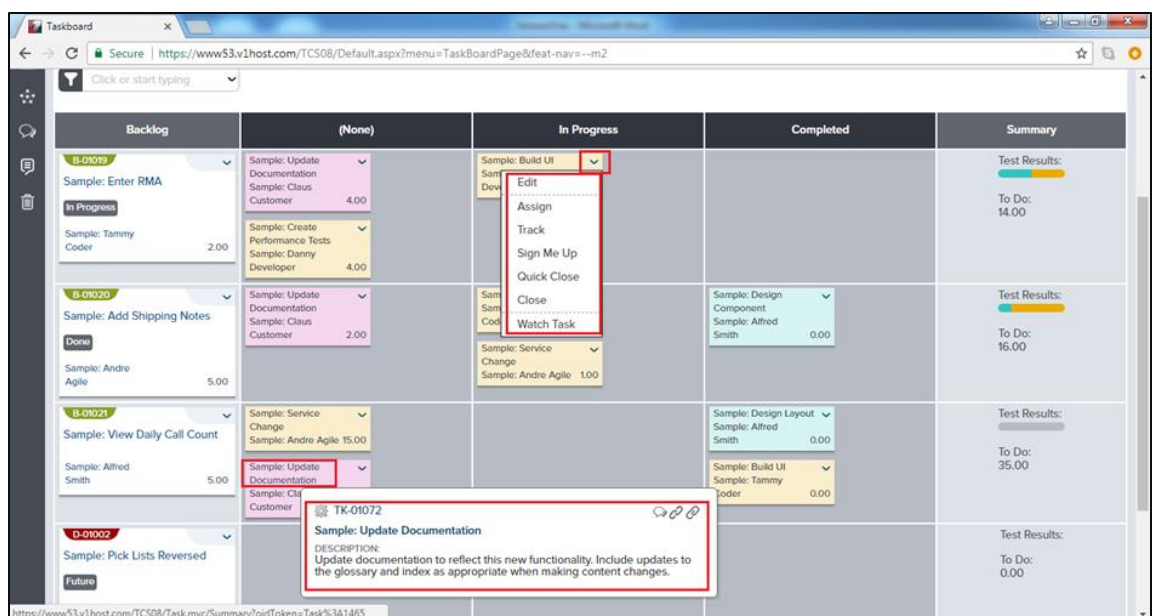 Taskboard
Secure | https://www53.v1host.com/TCS08/Default.aspx?menu=TaskBoardPage&feat-nav=--m2
Click or start typing
Backlog
(None)
In Progress
Completed
Summary
B-01019
Sample: Enter RMA
In Progress
Sample: Tammy
Coder 2.00
Sample: Update
Documentation
Sample: Claus
Customer 4.00
Sample: Create
Performance Tests
Sample: Danny
Developer 4.00
Sample: Build UI
Sam
Deve
Edit
Assign
Track
Sign Me Up
Quick Close
Close
Watch Task
Test Results:
To Do:
14.00
B-01020
Sample: Add Shipping Notes
Done
Sample: Andre
Agile 5.00
Sample: Update
Documentation
Sample: Claus
Customer 2.00
Sam
Sam
Cod
Sample: Service
Change
Sample: Andre Agile 1.00
Sample: Design
Component
Sample: Alfred
Smith 0.00
Test Results:
To Do:
16.00
B-01021
Sample: View Daily Call Count
Sample: Alfred
Smith 5.00
Sample: Service
Change
Sample: Andre Agile 15.00
Sample: Update
Documentation
Sample: Cla
Customer
Sample: Design Layout
Sample: Alfred
Smith 0.00
Sample: Build UI
Sample: Tammy
Coder 0.00
Test Results:
To Do:
35.00
TK-01072
Sample: Update Documentation
DESCRIPTION:
Update documentation to reflect this new functionality. Include updates to
the glossary and index as appropriate when making content changes.
D-01002
Sample: Pick Lists Reversed
Future
Test Results:
To Do:
0.00
https://www53.v1host.com/TCS08/Task.mvc/Summary?oidToken=Task%3A1465